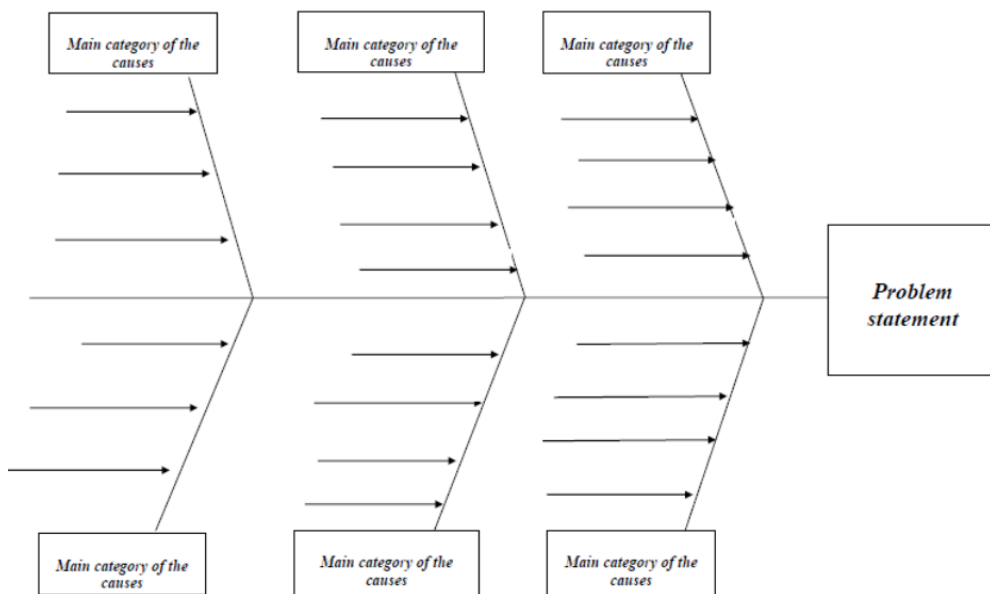 Main category of the
causes
Main category of the
causes
Main category of the
causes
Problem
statement
Main category of the
causes
Main category of the
causes
Main category of the
causes